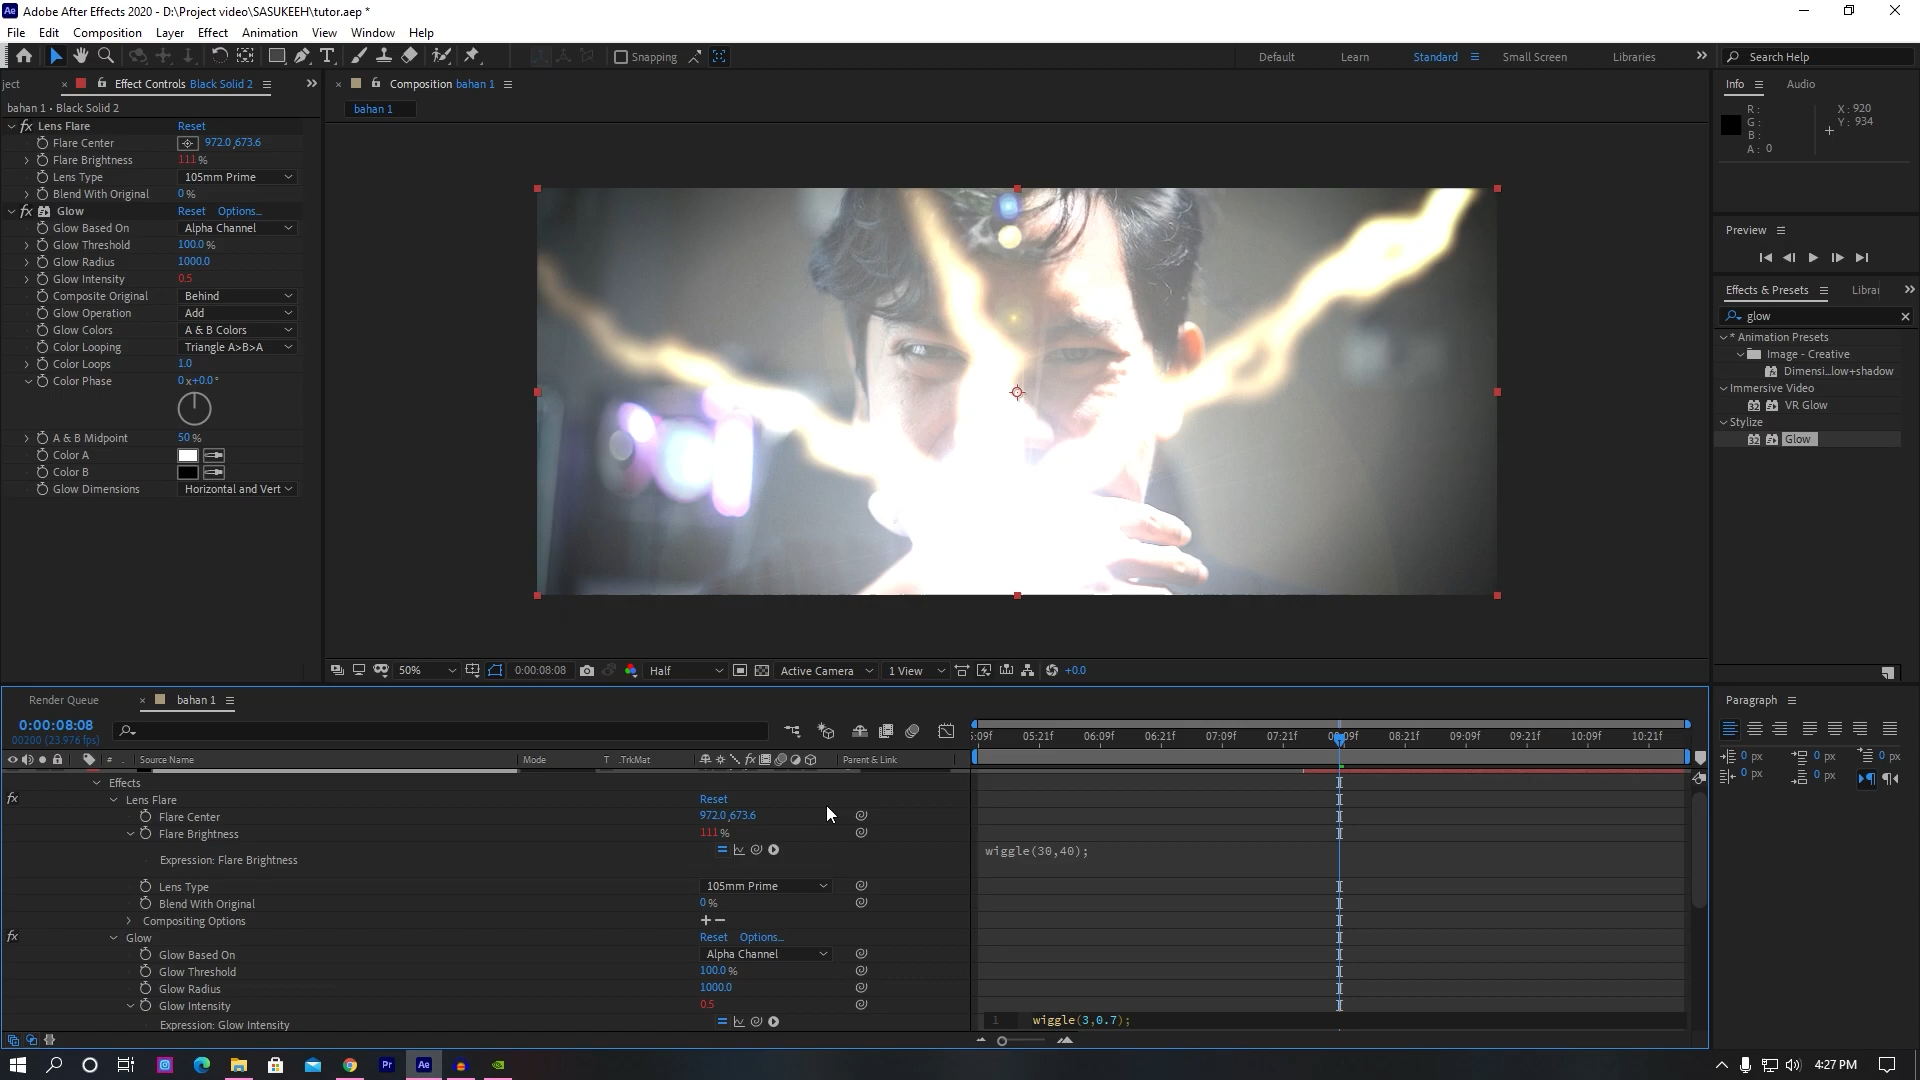 Adobe After Effects 2020 - D:\Project video\SASUKEEH\tutor.aep *
File Edit Composition Layer Effect Animation View Window Help
Snapping
Default Learn Standard Small Screen Libraries
Search Help
ject
Effect Controls Black Solid 2
bahan 1 • Black Solid 2
Lens Flare Reset
Flare Center 972.0,673.6
Flare Brightness 111 %
Lens Type 105mm Prime
Blend With Original 0 %
Glow Reset Options...
Glow Based On Alpha Channel
Glow Threshold 100.0 %
Glow Radius 1000.0
Glow Intensity 0.5
Composite Original Behind
Glow Operation Add
Glow Colors A & B Colors
Color Looping Triangle A>B>A
Color Loops 1.0
Color Phase 0x+0.0°
A & B Midpoint 50 %
Color A
Color B
Glow Dimensions Horizontal and Vert
Composition bahan 1
bahan 1
50% 0:00:08:08 Half Active Camera 1 View +0.0
Info Audio
R :
G :
B :
A : 0
X : 920
Y : 934
Preview
Effects & Presets Librar
glow
* Animation Presets
Image - Creative
Dimensi...low+shadow
Immersive Video
32 VR Glow
Stylize
32 Glow
Render Queue bahan 1
0:00:08:08
00200 (23.976 fps)
Source Name Mode T .TrkMat Parent & Link
5:09f 05:21f 06:09f 06:21f 07:09f 07:21f 08:09f 08:21f 09:09f 09:21f 10:09f 10:21f
Effects
Lens Flare Reset
Flare Center 972.0,673.6
Flare Brightness 111 %
Expression: Flare Brightness wiggle(30,40);
Lens Type 105mm Prime
Blend With Original 0 %
Compositing Options + −
Glow Reset Options...
Glow Based On Alpha Channel
Glow Threshold 100.0 %
Glow Radius 1000.0
Glow Intensity 0.5
Expression: Glow Intensity 1 wiggle(3,0.7);
Paragraph
0 px 0 px 0 px
0 px 0 px
4:27 PM